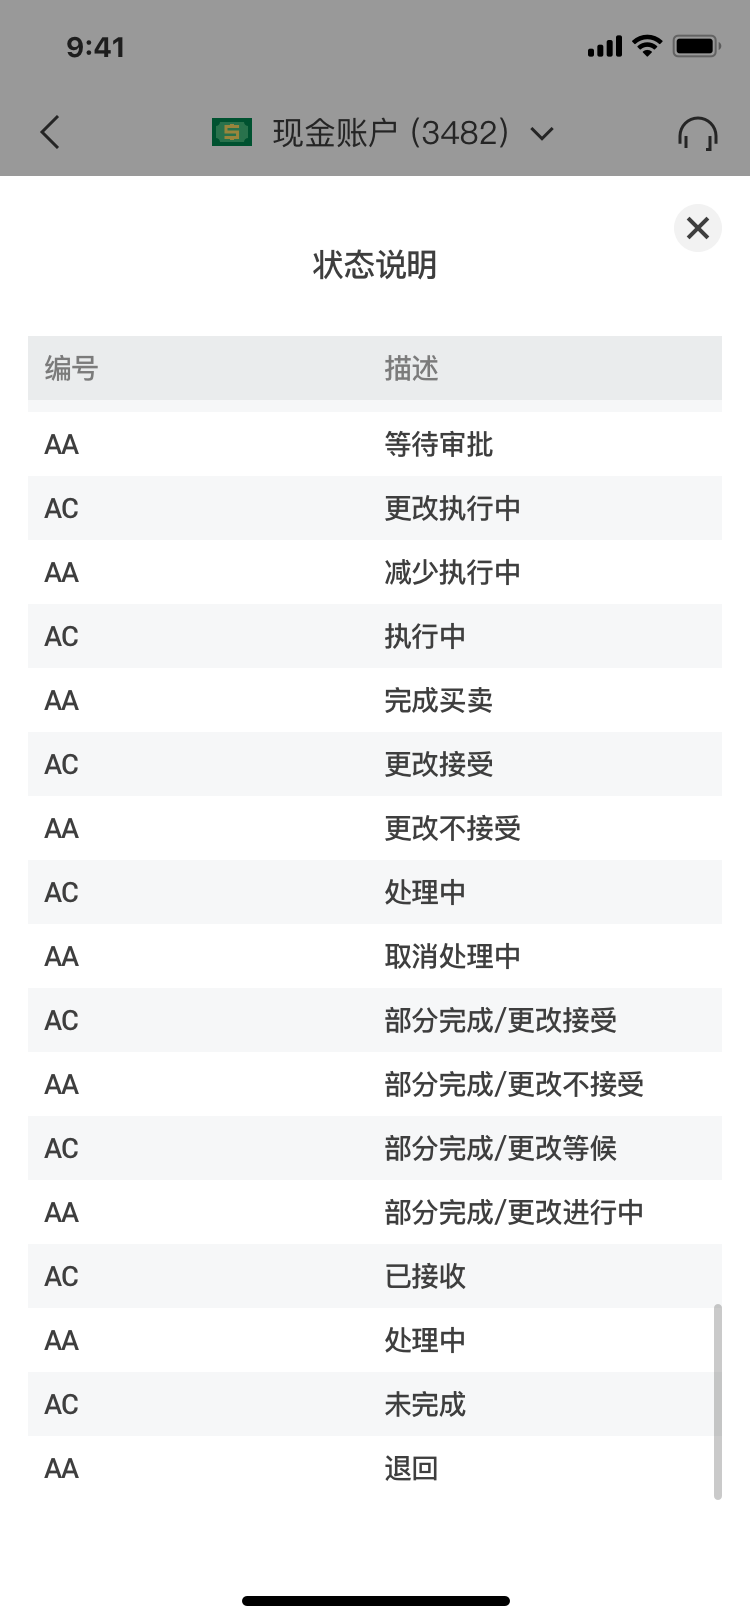 9:41
现金账户 (3482)
状态说明
编号 描述
AA 等待审批
AC 更改执行中
AA 减少执行中
AC 执行中
AA 完成买卖
AC 更改接受
AA 更改不接受
AC 处理中
AA 取消处理中
AC 部分完成/更改接受
AA 部分完成/更改不接受
AC 部分完成/更改等候
AA 部分完成/更改进行中
AC 已接收
AA 处理中
AC 未完成
AA 退回